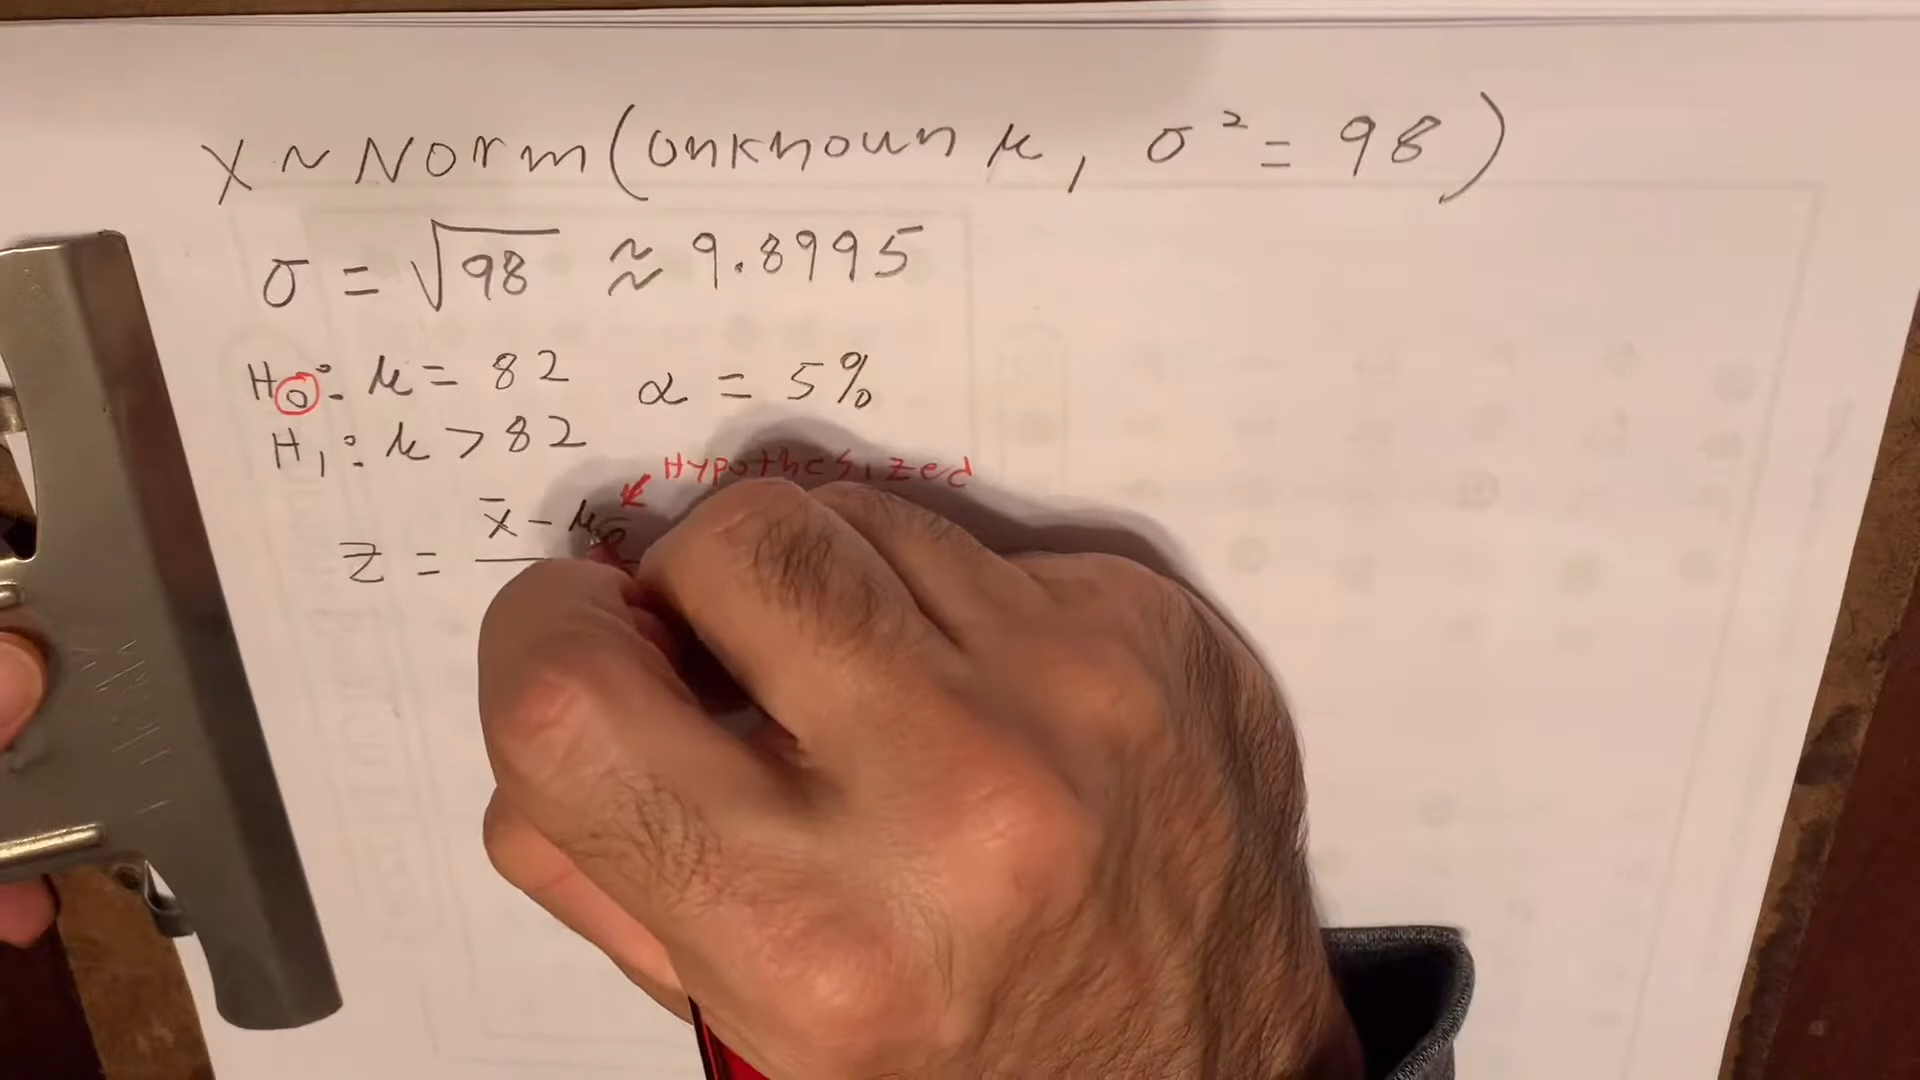 X ~ Norm(unknown μ, σ² = 98)
σ = √98 ≈ 9.8995
H₀: μ = 82 α = 5%
H₁: μ > 82
Hypothesized
z = x̄ - μ₀